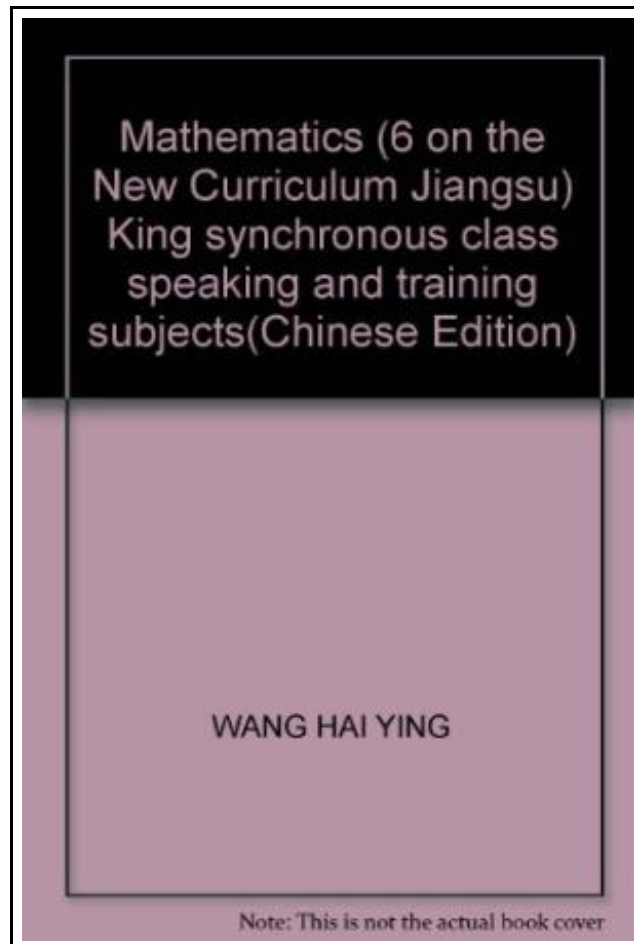 Mathematics (6 on the
New Curriculum Jiangsu)
King synchronous class
speaking and training
subjects(Chinese Edition)
WANG HAI YING
Note: This is not the actual book cover